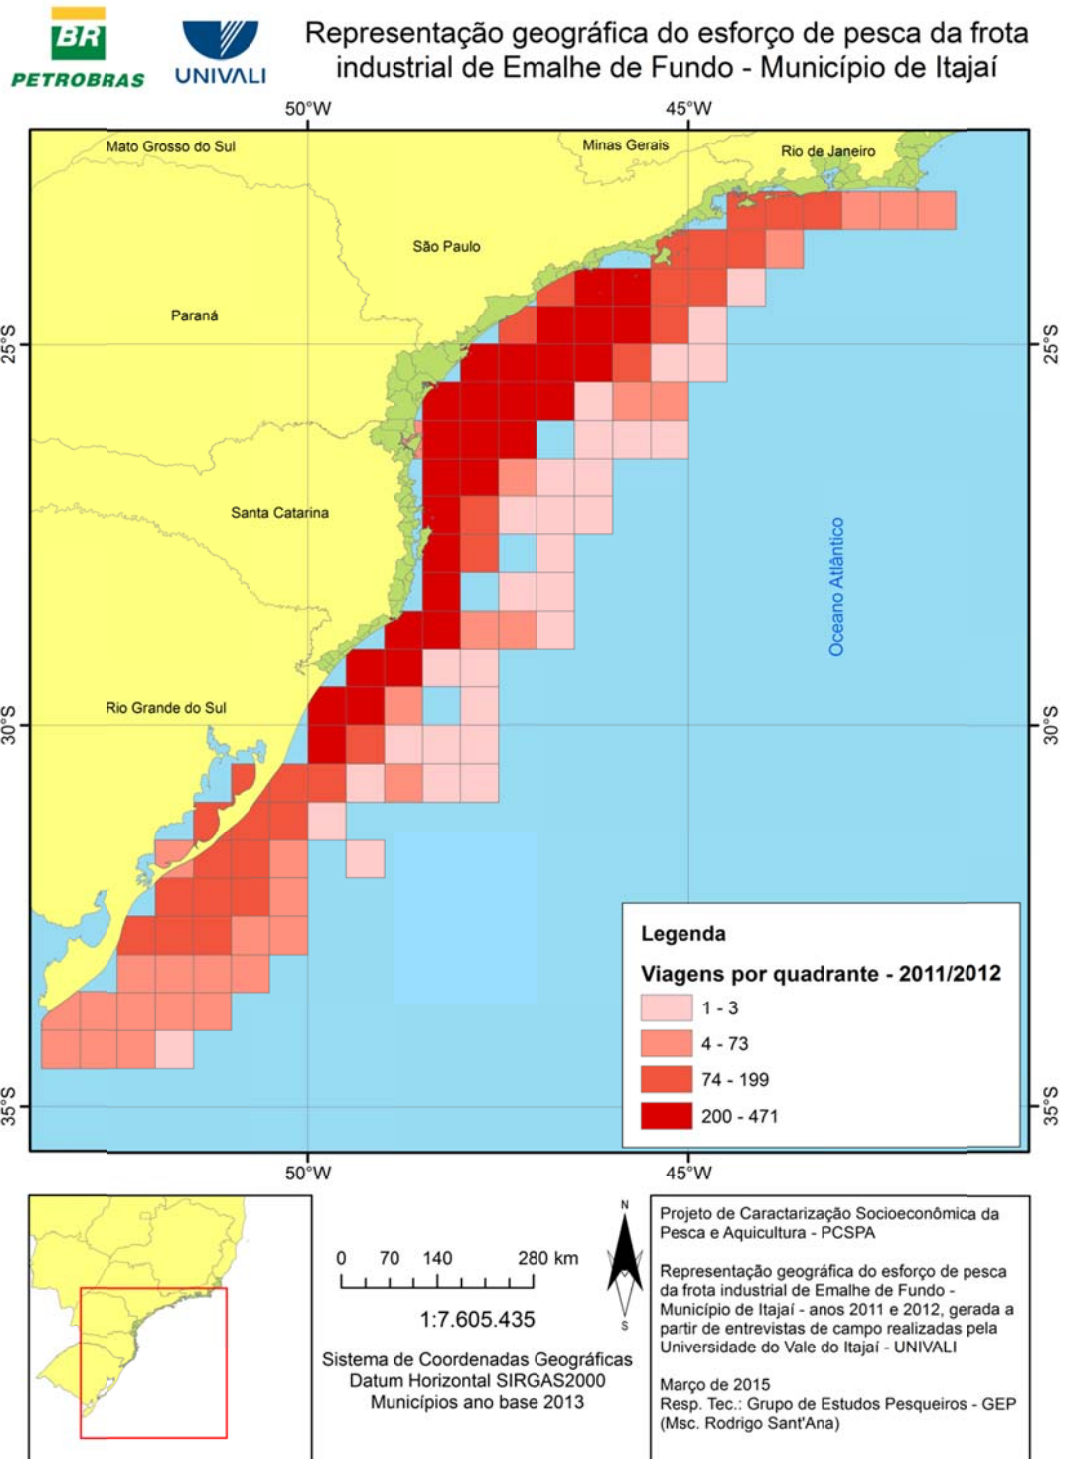 BR
PETROBRAS
UNIVALI
Representação geográfica do esforço de pesca da frota
industrial de Emalhe de Fundo - Município de Itajaí
50°W
45°W
Mato Grosso do Sul
Minas Gerais
Rio de Janeiro
São Paulo
Paraná
25°S
25°S
Santa Catarina
Oceano Atlântico
Rio Grande do Sul
30°S
30°S
Legenda
Viagens por quadrante - 2011/2012
1 - 3
4 - 73
74 - 199
200 - 471
35°S
35°S
50°W
45°W
0 70 140 280 km
1:7.605.435
Sistema de Coordenadas Geográficas
Datum Horizontal SIRGAS2000
Municípios ano base 2013
N
S
Projeto de Caractarização Socioeconômica da
Pesca e Aquicultura - PCSPA
Representação geográfica do esforço de pesca
da frota industrial de Emalhe de Fundo -
Município de Itajaí - anos 2011 e 2012, gerada a
partir de entrevistas de campo realizadas pela
Universidade do Vale do Itajaí - UNIVALI
Março de 2015
Resp. Tec.: Grupo de Estudos Pesqueiros - GEP
(Msc. Rodrigo Sant'Ana)